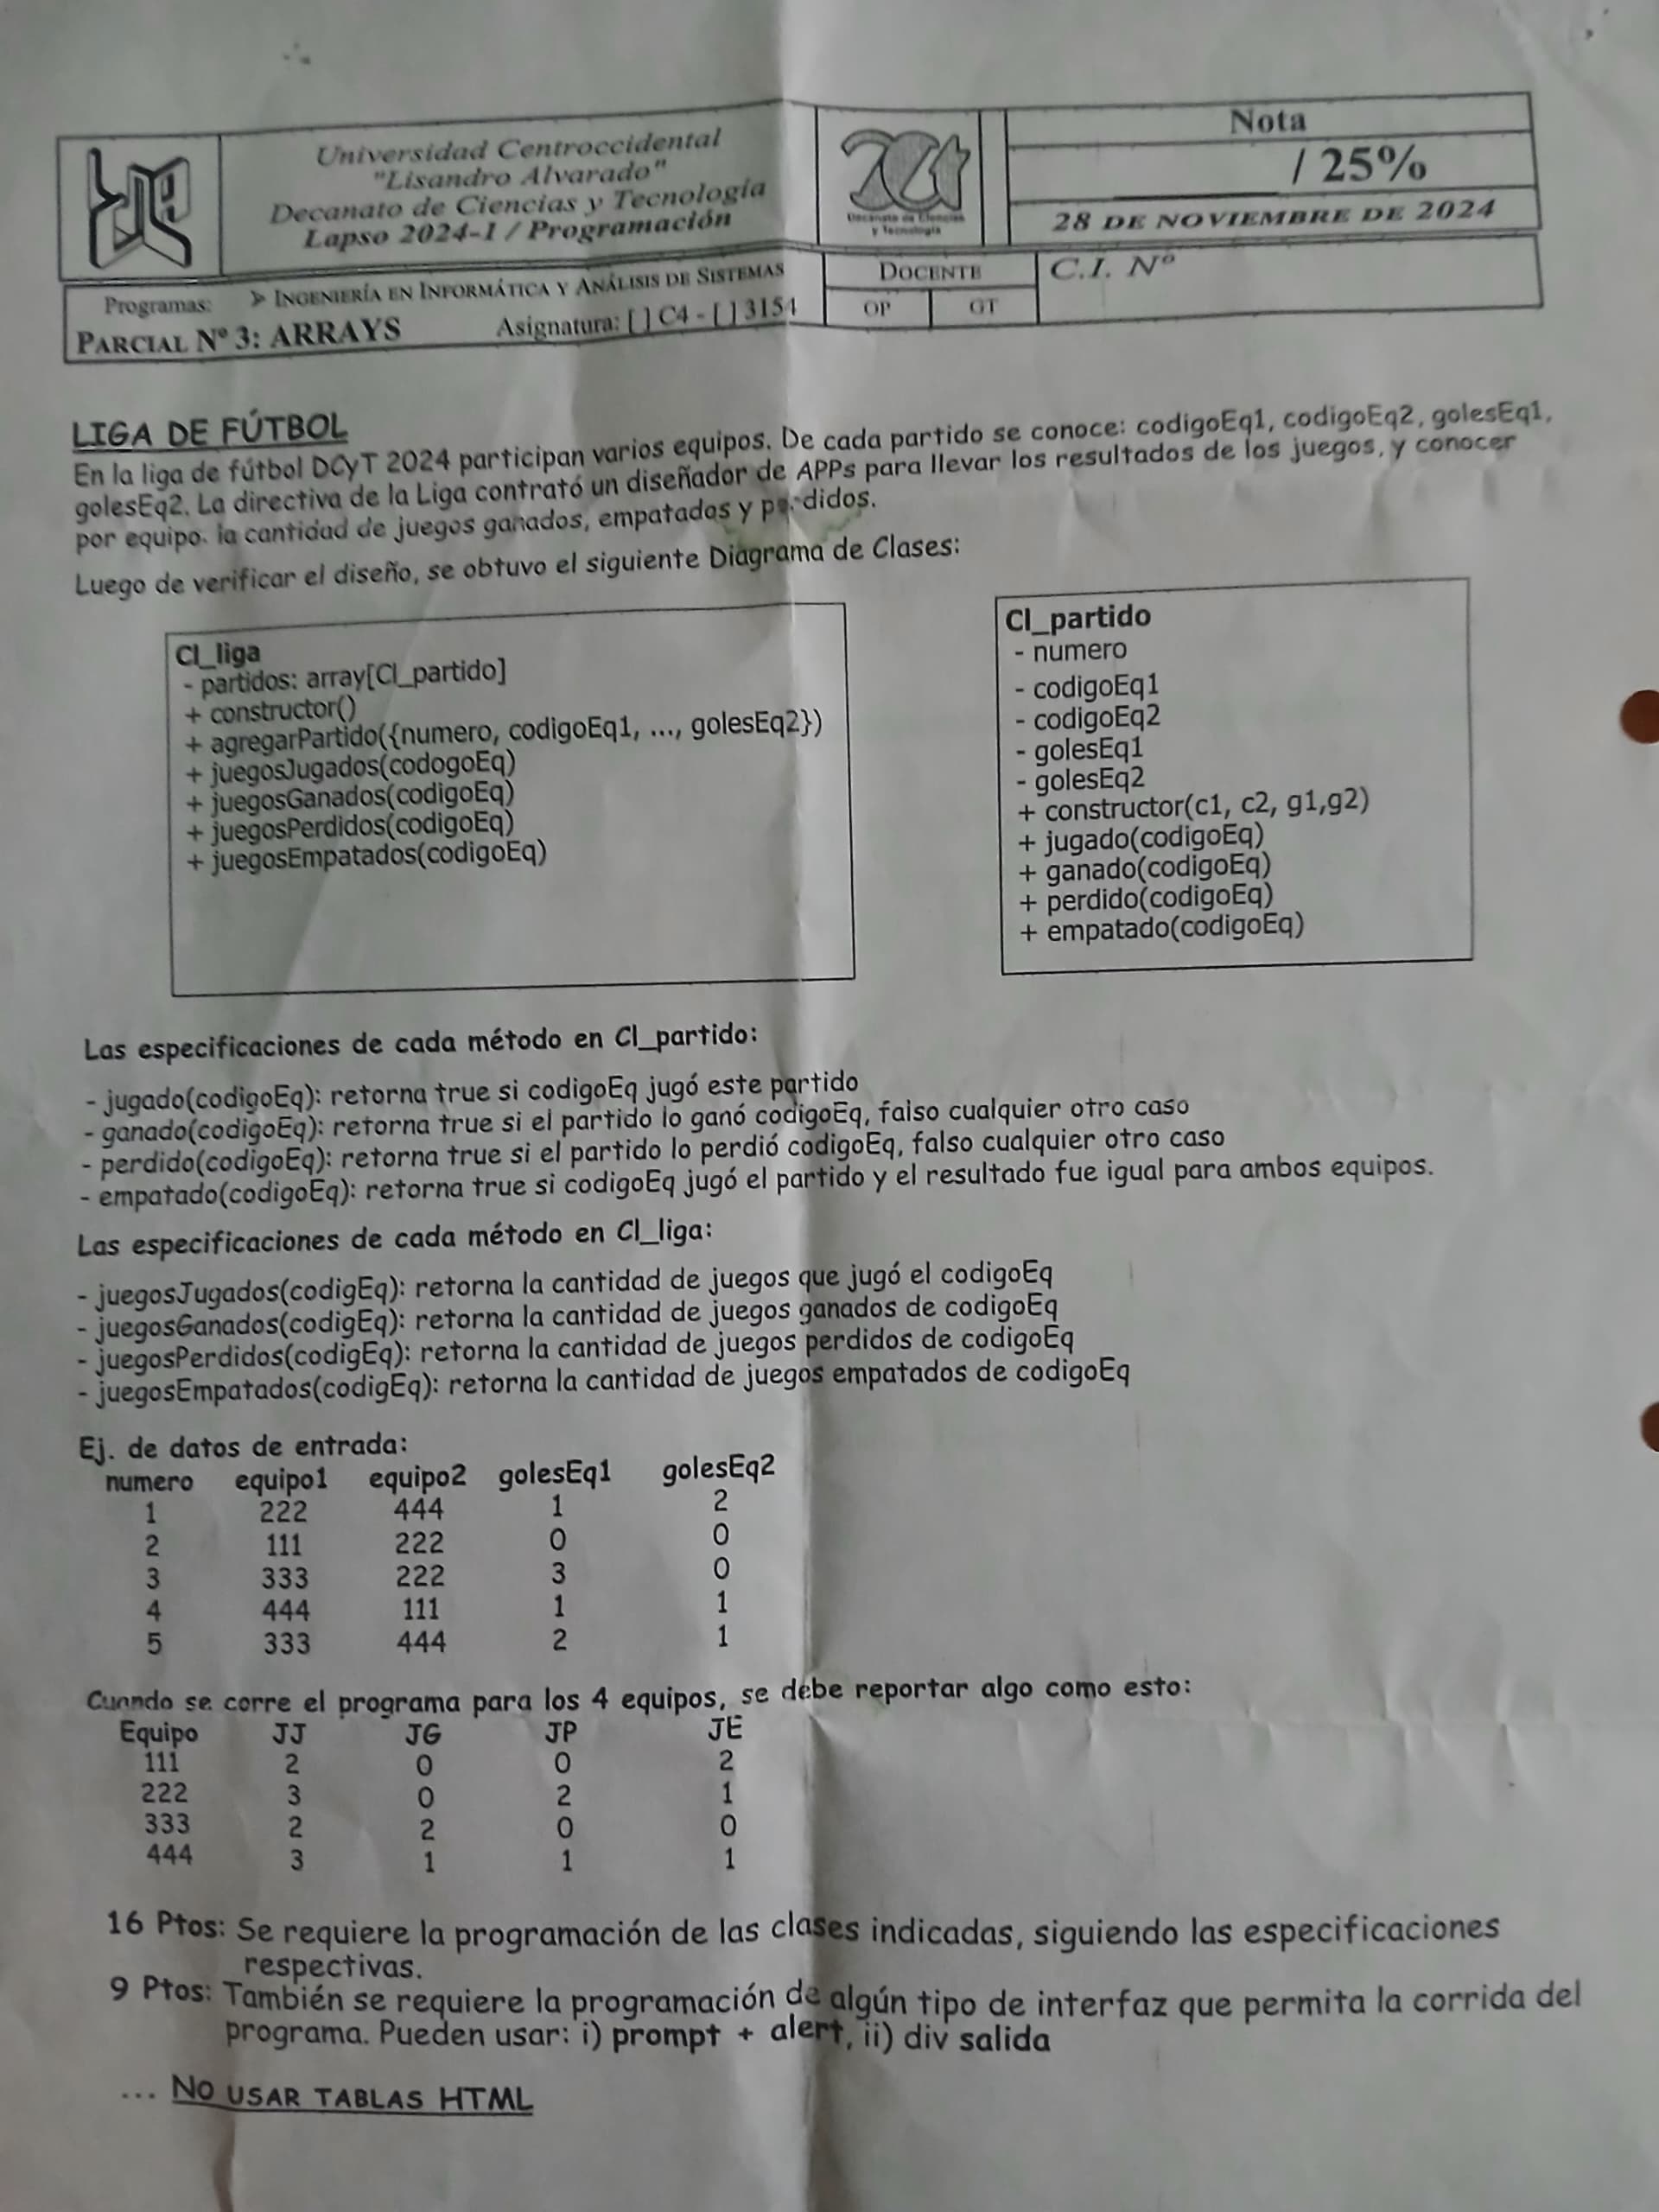 Universidad Centroccidental
"Lisandro Alvarado"
Decanato de Ciencias y Tecnología
Lapso 2024-1 / Programación
Decanato de Ciencias
y Tecnología
Nota
/ 25%
28 DE NOVIEMBRE DE 2024
Programas: ➢ INGENIERÍA EN INFORMÁTICA Y ANÁLISIS DE SISTEMAS
PARCIAL Nº 3: ARRAYS Asignatura: [ ] C4 - [ ] 3154
DOCENTE
OP GT
C.I. Nº
LIGA DE FÚTBOL
En la liga de fútbol DCyT 2024 participan varios equipos. De cada partido se conoce: codigoEq1, codigoEq2, golesEq1,
golesEq2. La directiva de la Liga contrató un diseñador de APPs para llevar los resultados de los juegos, y conocer
por equipo. la cantidad de juegos ganados, empatados y perdidos.
Luego de verificar el diseño, se obtuvo el siguiente Diagrama de Clases:
Cl_liga
- partidos: array[Cl_partido]
+ constructor()
+ agregarPartido({numero, codigoEq1, ..., golesEq2})
+ juegosJugados(codogoEq)
+ juegosGanados(codigoEq)
+ juegosPerdidos(codigoEq)
+ juegosEmpatados(codigoEq)
Cl_partido
- numero
- codigoEq1
- codigoEq2
- golesEq1
- golesEq2
+ constructor(c1, c2, g1,g2)
+ jugado(codigoEq)
+ ganado(codigoEq)
+ perdido(codigoEq)
+ empatado(codigoEq)
Las especificaciones de cada método en Cl_partido:
- jugado(codigoEq): retorna true si codigoEq jugó este partido
- ganado(codigoEq): retorna true si el partido lo ganó codigoEq, falso cualquier otro caso
- perdido(codigoEq): retorna true si el partido lo perdió codigoEq, falso cualquier otro caso
- empatado(codigoEq): retorna true si codigoEq jugó el partido y el resultado fue igual para ambos equipos.
Las especificaciones de cada método en Cl_liga:
- juegosJugados(codigEq): retorna la cantidad de juegos que jugó el codigoEq
- juegosGanados(codigEq): retorna la cantidad de juegos ganados de codigoEq
- juegosPerdidos(codigEq): retorna la cantidad de juegos perdidos de codigoEq
- juegosEmpatados(codigEq): retorna la cantidad de juegos empatados de codigoEq
Ej. de datos de entrada:
numero equipo1 equipo2 golesEq1 golesEq2
1 222 444 1 2
2 111 222 0 0
3 333 222 3 0
4 444 111 1 1
5 333 444 2 1
Cuando se corre el programa para los 4 equipos, se debe reportar algo como esto:
Equipo JJ JG JP JE
111 2 0 0 2
222 3 0 2 1
333 2 2 0 0
444 3 1 1 1
16 Ptos: Se requiere la programación de las clases indicadas, siguiendo las especificaciones
respectivas.
9 Ptos: También se requiere la programación de algún tipo de interfaz que permita la corrida del
programa. Pueden usar: i) prompt + alert, ii) div salida
... NO USAR TABLAS HTML